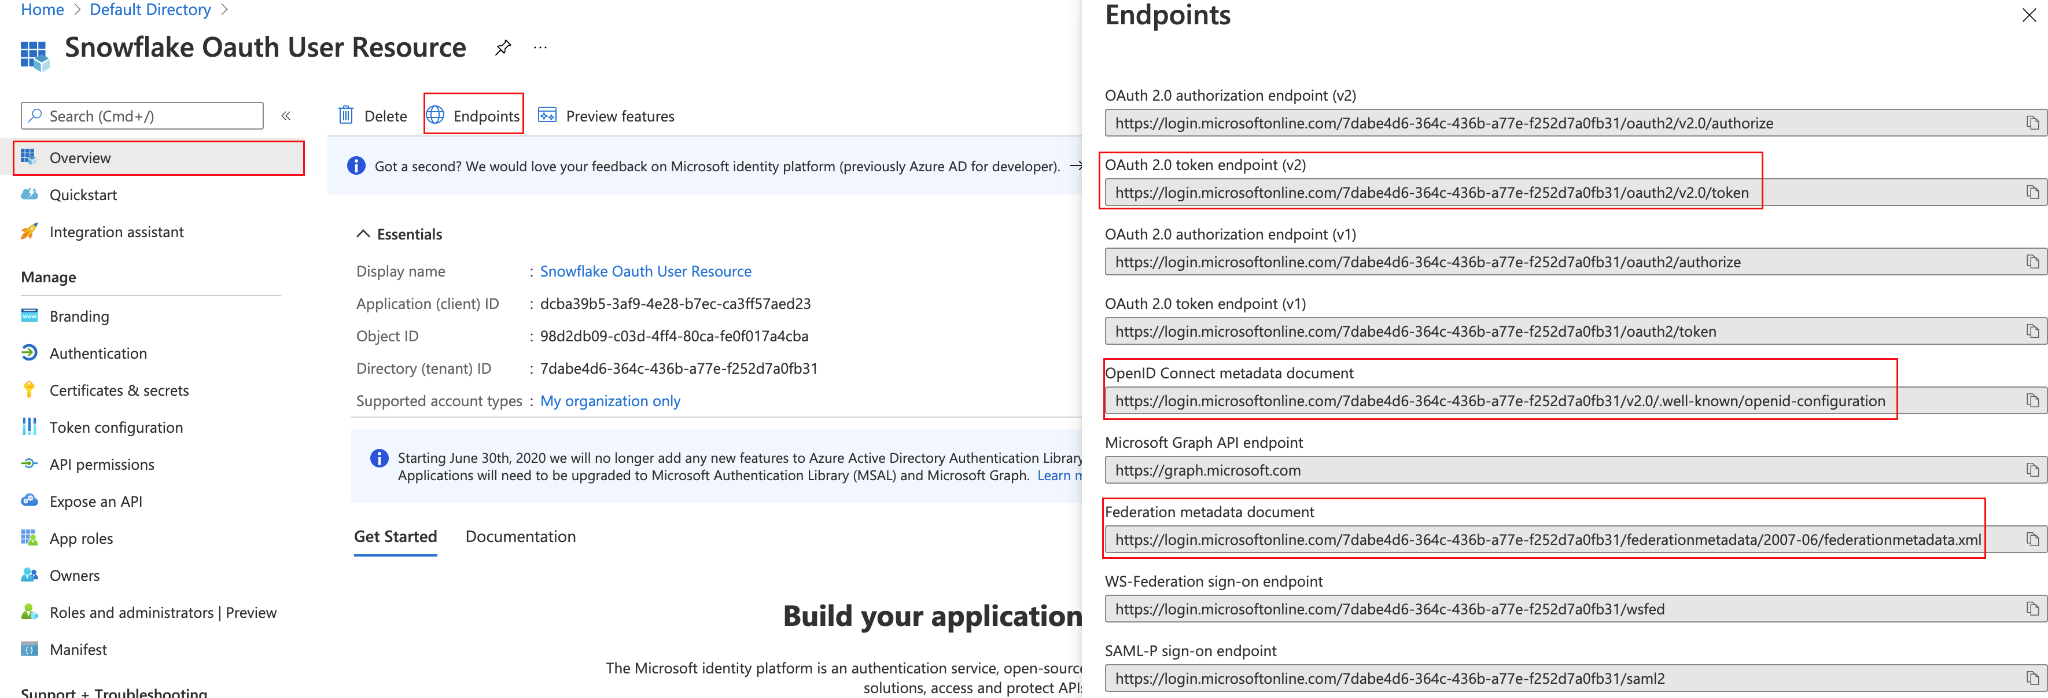 Home > Default Directory >
Snowflake Oauth User Resource
Search (Cmd+/)
Overview
Quickstart
Integration assistant
Manage
Branding
Authentication
Certificates & secrets
Token configuration
API permissions
Expose an API
App roles
Owners
Roles and administrators | Preview
Manifest
Support + Troubleshooting
Delete
Endpoints
Preview features
Got a second? We would love your feedback on Microsoft identity platform (previously Azure AD for developer). →
Essentials
Display name : Snowflake Oauth User Resource
Application (client) ID : dcba39b5-3af9-4e28-b7ec-ca3ff57aed23
Object ID : 98d2db09-c03d-4ff4-80ca-fe0f017a4cba
Directory (tenant) ID : 7dabe4d6-364c-436b-a77e-f252d7a0fb31
Supported account types : My organization only
Starting June 30th, 2020 we will no longer add any new features to Azure Active Directory Authentication Library
Applications will need to be upgraded to Microsoft Authentication Library (MSAL) and Microsoft Graph. Learn m
Get Started
Documentation
Build your application
The Microsoft identity platform is an authentication service, open-source
solutions, access and protect APIs
Endpoints
OAuth 2.0 authorization endpoint (v2)
https://login.microsoftonline.com/7dabe4d6-364c-436b-a77e-f252d7a0fb31/oauth2/v2.0/authorize
OAuth 2.0 token endpoint (v2)
https://login.microsoftonline.com/7dabe4d6-364c-436b-a77e-f252d7a0fb31/oauth2/v2.0/token
OAuth 2.0 authorization endpoint (v1)
https://login.microsoftonline.com/7dabe4d6-364c-436b-a77e-f252d7a0fb31/oauth2/authorize
OAuth 2.0 token endpoint (v1)
https://login.microsoftonline.com/7dabe4d6-364c-436b-a77e-f252d7a0fb31/oauth2/token
OpenID Connect metadata document
https://login.microsoftonline.com/7dabe4d6-364c-436b-a77e-f252d7a0fb31/v2.0/.well-known/openid-configuration
Microsoft Graph API endpoint
https://graph.microsoft.com
Federation metadata document
https://login.microsoftonline.com/7dabe4d6-364c-436b-a77e-f252d7a0fb31/federationmetadata/2007-06/federationmetadata.xml
WS-Federation sign-on endpoint
https://login.microsoftonline.com/7dabe4d6-364c-436b-a77e-f252d7a0fb31/wsfed
SAML-P sign-on endpoint
https://login.microsoftonline.com/7dabe4d6-364c-436b-a77e-f252d7a0fb31/saml2